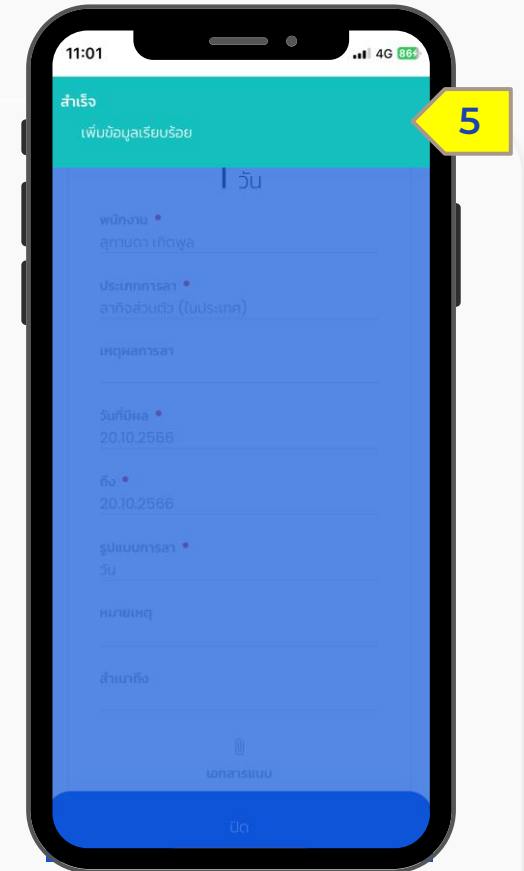 11:01
4G 86
สำเร็จ
เพิ่มข้อมูลเรียบร้อย
5
1 วัน
พนักงาน
สุกานดา เกิดพูล
ประเภทการลา
ลากิจส่วนตัว (ในประเทศ)
เหตุผลการลา
วันที่มีผล
20.10.2566
ถึง
20.10.2566
รูปแบบการลา
วัน
หมายเหตุ
สำเนาถึง
เอกสารแนบ
ปิด